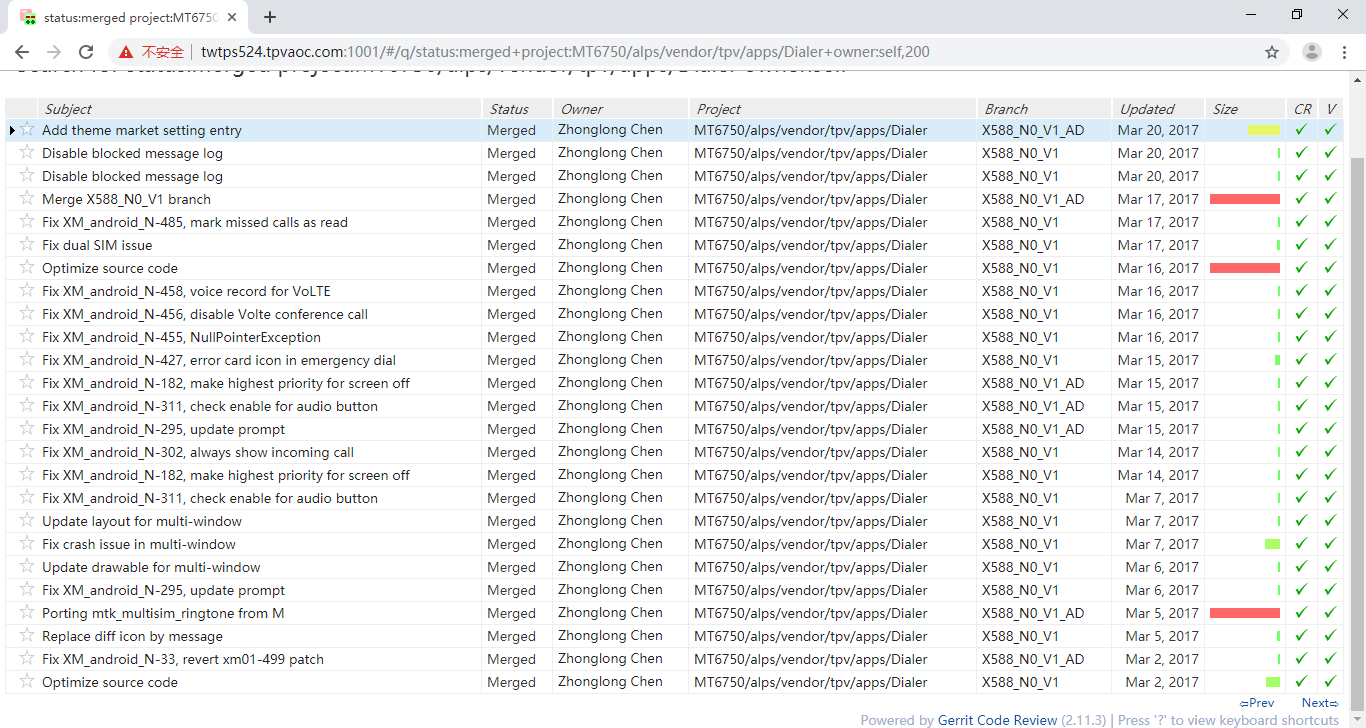 status:merged project:MT6750
不安全 | twtps524.tpvaoc.com:1001/#/q/status:merged+project:MT6750/alps/vendor/tpv/apps/Dialer+owner:self,200
Subject Status Owner Project Branch Updated Size CR V
Add theme market setting entry Merged Zhonglong Chen MT6750/alps/vendor/tpv/apps/Dialer X588_N0_V1_AD Mar 20, 2017
Disable blocked message log Merged Zhonglong Chen MT6750/alps/vendor/tpv/apps/Dialer X588_N0_V1 Mar 20, 2017
Disable blocked message log Merged Zhonglong Chen MT6750/alps/vendor/tpv/apps/Dialer X588_N0_V1 Mar 20, 2017
Merge X588_N0_V1 branch Merged Zhonglong Chen MT6750/alps/vendor/tpv/apps/Dialer X588_N0_V1_AD Mar 17, 2017
Fix XM_android_N-485, mark missed calls as read Merged Zhonglong Chen MT6750/alps/vendor/tpv/apps/Dialer X588_N0_V1 Mar 17, 2017
Fix dual SIM issue Merged Zhonglong Chen MT6750/alps/vendor/tpv/apps/Dialer X588_N0_V1 Mar 17, 2017
Optimize source code Merged Zhonglong Chen MT6750/alps/vendor/tpv/apps/Dialer X588_N0_V1 Mar 16, 2017
Fix XM_android_N-458, voice record for VoLTE Merged Zhonglong Chen MT6750/alps/vendor/tpv/apps/Dialer X588_N0_V1 Mar 16, 2017
Fix XM_android_N-456, disable Volte conference call Merged Zhonglong Chen MT6750/alps/vendor/tpv/apps/Dialer X588_N0_V1 Mar 16, 2017
Fix XM_android_N-455, NullPointerException Merged Zhonglong Chen MT6750/alps/vendor/tpv/apps/Dialer X588_N0_V1 Mar 16, 2017
Fix XM_android_N-427, error card icon in emergency dial Merged Zhonglong Chen MT6750/alps/vendor/tpv/apps/Dialer X588_N0_V1 Mar 15, 2017
Fix XM_android_N-182, make highest priority for screen off Merged Zhonglong Chen MT6750/alps/vendor/tpv/apps/Dialer X588_N0_V1_AD Mar 15, 2017
Fix XM_android_N-311, check enable for audio button Merged Zhonglong Chen MT6750/alps/vendor/tpv/apps/Dialer X588_N0_V1_AD Mar 15, 2017
Fix XM_android_N-295, update prompt Merged Zhonglong Chen MT6750/alps/vendor/tpv/apps/Dialer X588_N0_V1_AD Mar 15, 2017
Fix XM_android_N-302, always show incoming call Merged Zhonglong Chen MT6750/alps/vendor/tpv/apps/Dialer X588_N0_V1 Mar 14, 2017
Fix XM_android_N-182, make highest priority for screen off Merged Zhonglong Chen MT6750/alps/vendor/tpv/apps/Dialer X588_N0_V1 Mar 14, 2017
Fix XM_android_N-311, check enable for audio button Merged Zhonglong Chen MT6750/alps/vendor/tpv/apps/Dialer X588_N0_V1 Mar 7, 2017
Update layout for multi-window Merged Zhonglong Chen MT6750/alps/vendor/tpv/apps/Dialer X588_N0_V1 Mar 7, 2017
Fix crash issue in multi-window Merged Zhonglong Chen MT6750/alps/vendor/tpv/apps/Dialer X588_N0_V1 Mar 7, 2017
Update drawable for multi-window Merged Zhonglong Chen MT6750/alps/vendor/tpv/apps/Dialer X588_N0_V1 Mar 6, 2017
Fix XM_android_N-295, update prompt Merged Zhonglong Chen MT6750/alps/vendor/tpv/apps/Dialer X588_N0_V1 Mar 6, 2017
Porting mtk_multisim_ringtone from M Merged Zhonglong Chen MT6750/alps/vendor/tpv/apps/Dialer X588_N0_V1_AD Mar 5, 2017
Replace diff icon by message Merged Zhonglong Chen MT6750/alps/vendor/tpv/apps/Dialer X588_N0_V1 Mar 5, 2017
Fix XM_android_N-33, revert xm01-499 patch Merged Zhonglong Chen MT6750/alps/vendor/tpv/apps/Dialer X588_N0_V1_AD Mar 2, 2017
Optimize source code Merged Zhonglong Chen MT6750/alps/vendor/tpv/apps/Dialer X588_N0_V1 Mar 2, 2017
⇦Prev Next⇨
Powered by Gerrit Code Review (2.11.3) | Press '?' to view keyboard shortcuts